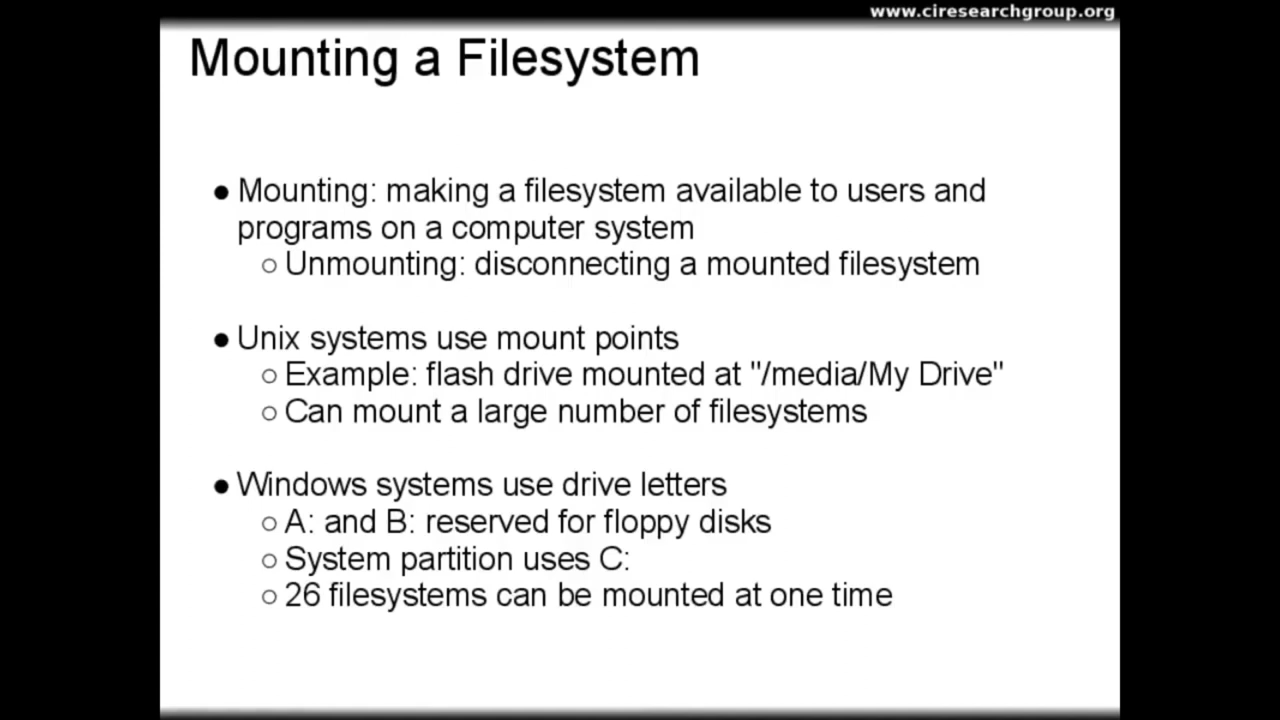 www.ciresearchgroup.org
Mounting a Filesystem
● Mounting: making a filesystem available to users and
programs on a computer system
○ Unmounting: disconnecting a mounted filesystem
● Unix systems use mount points
○ Example: flash drive mounted at "/media/My Drive"
○ Can mount a large number of filesystems
● Windows systems use drive letters
○ A: and B: reserved for floppy disks
○ System partition uses C:
○ 26 filesystems can be mounted at one time